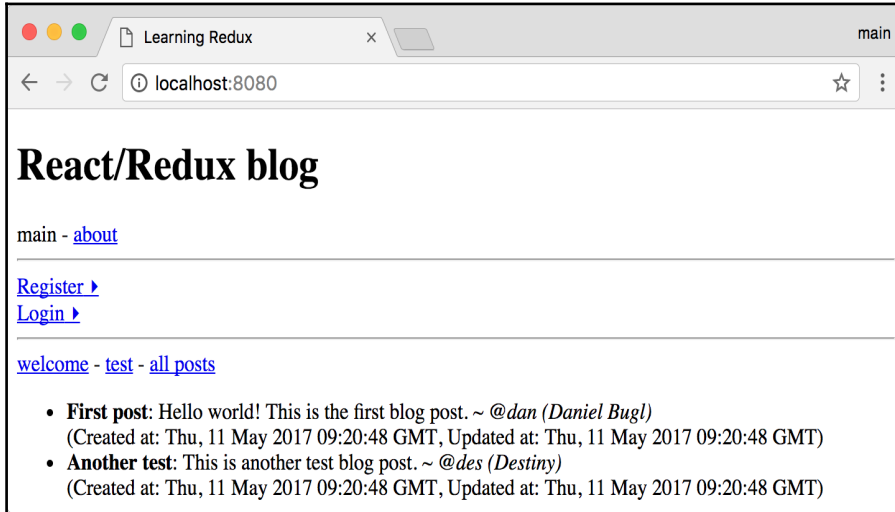 Learning Redux
main
localhost:8080
React/Redux blog
main - about
Register
Login
welcome - test - all posts
• First post: Hello world! This is the first blog post. ~ @dan (Daniel Bugl)
(Created at: Thu, 11 May 2017 09:20:48 GMT, Updated at: Thu, 11 May 2017 09:20:48 GMT)
• Another test: This is another test blog post. ~ @des (Destiny)
(Created at: Thu, 11 May 2017 09:20:48 GMT, Updated at: Thu, 11 May 2017 09:20:48 GMT)